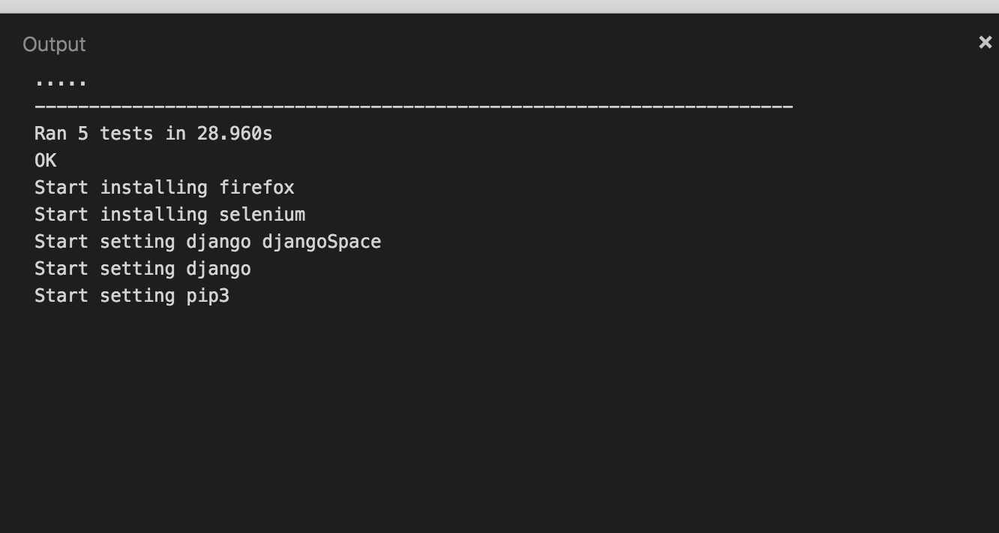 Output
.....
----------------------------------------------------------------------
Ran 5 tests in 28.960s
OK
Start installing firefox
Start installing selenium
Start setting django djangoSpace
Start setting django
Start setting pip3